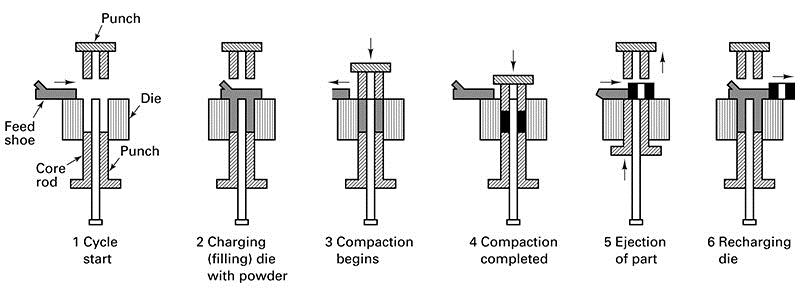 Punch
Die
Feed
shoe
Punch
Core
rod
1 Cycle
start
2 Charging
(filling) die
with powder
3 Compaction
begins
4 Compaction
completed
5 Ejection
of part
6 Recharging
die